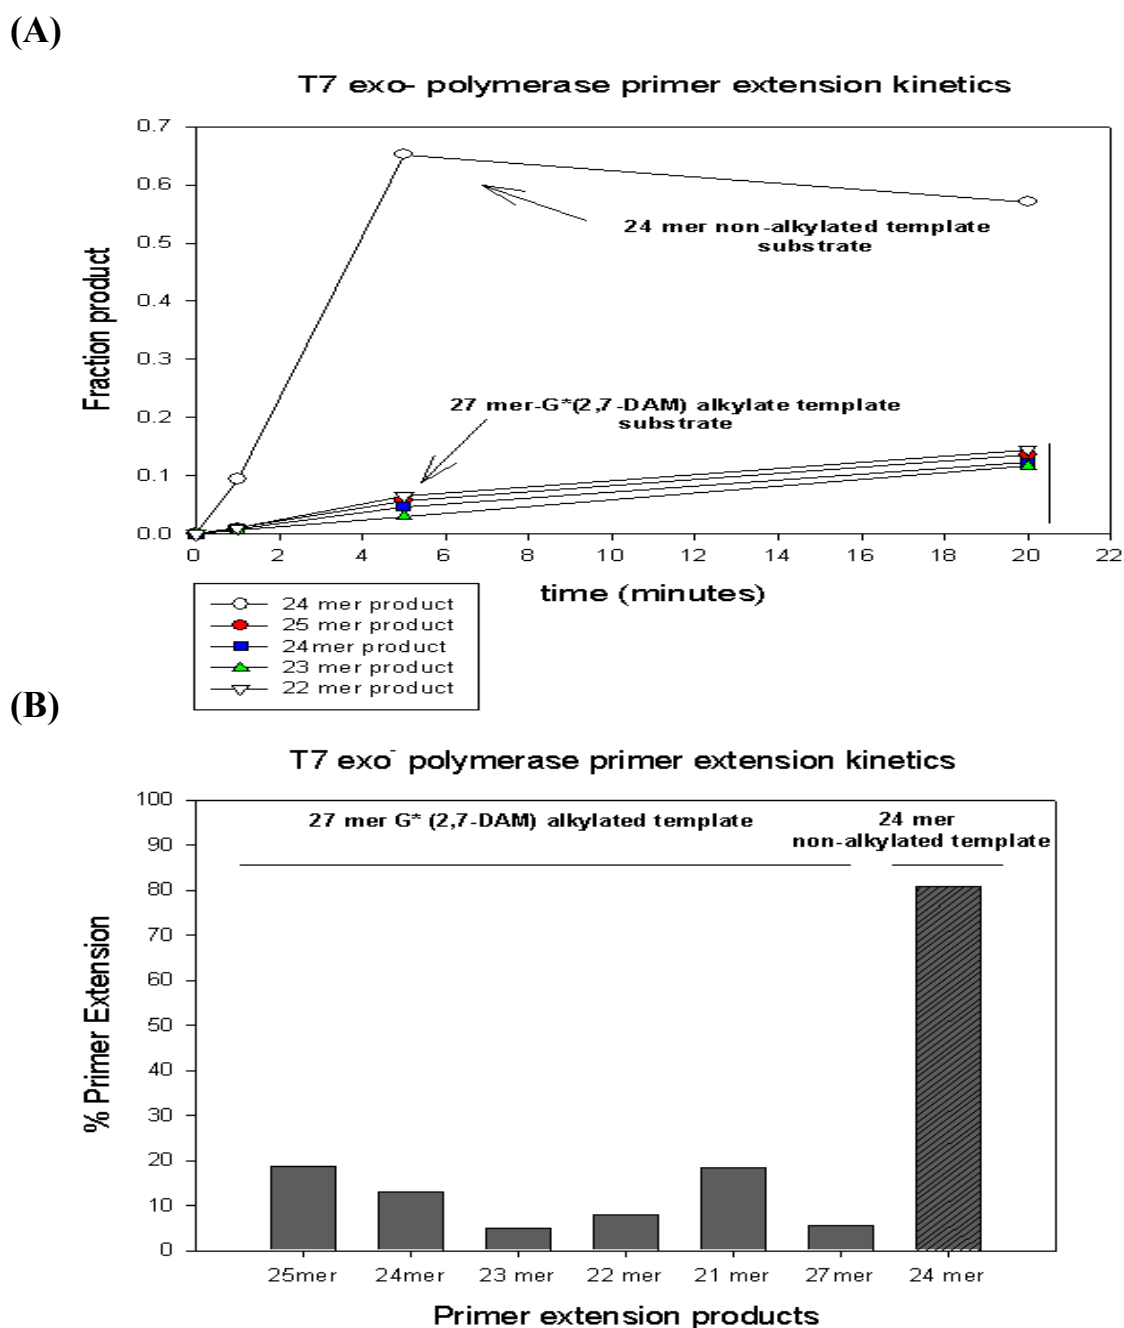 (A)
T7 exo- polymerase primer extension kinetics
Fraction product
0.7
0.6
0.5
0.4
0.3
0.2
0.1
0.0
24 mer non-alkylated template
substrate
27 mer-G*(2,7-DAM) alkylate template
substrate
0 2 4 6 8 10 12 14 16 18 20 22
time (minutes)
24 mer product
25 mer product
24mer product
23 mer product
22 mer product
(B)
T7 exo⁻ polymerase primer extension kinetics
% Primer Extension
100
90
80
70
60
50
40
30
20
10
0
27 mer G* (2,7-DAM) alkylated template
24 mer
non-alkylated template
25mer 24mer 23 mer 22 mer 21 mer 27mer 24 mer
Primer extension products